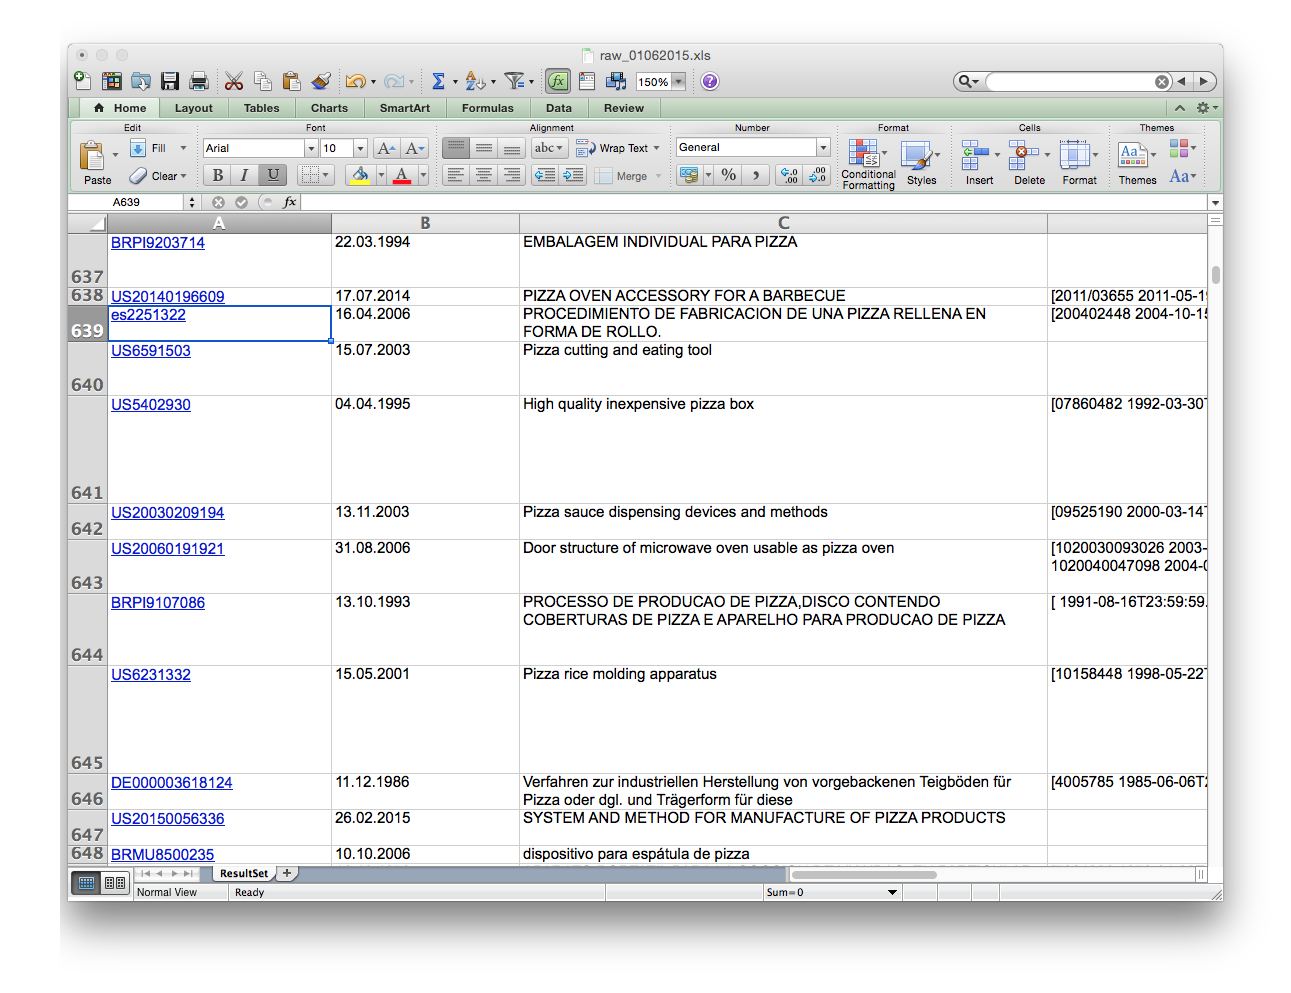 raw_01062015.xls
150%
Home Layout Tables Charts SmartArt Formulas Data Review
Edit Font Alignment Number Format Cells Themes
Fill Arial 10 abc Wrap Text General
Paste Clear B I U A Merge % Conditional Formatting Styles Insert Delete Format Themes Aa
A639 fx
A B C
637 BRPI9203714 22.03.1994 EMBALAGEM INDIVIDUAL PARA PIZZA
638 US20140196609 17.07.2014 PIZZA OVEN ACCESSORY FOR A BARBECUE [2011/03655 2011-05-19
639 es2251322 16.04.2006 PROCEDIMIENTO DE FABRICACION DE UNA PIZZA RELLENA EN [200402448 2004-10-15
FORMA DE ROLLO.
640 US6591503 15.07.2003 Pizza cutting and eating tool
641 US5402930 04.04.1995 High quality inexpensive pizza box [07860482 1992-03-30T
642 US20030209194 13.11.2003 Pizza sauce dispensing devices and methods [09525190 2000-03-14T
643 US20060191921 31.08.2006 Door structure of microwave oven usable as pizza oven [1020030093026 2003-
1020040047098 2004-0
644 BRPI9107086 13.10.1993 PROCESSO DE PRODUCAO DE PIZZA,DISCO CONTENDO [ 1991-08-16T23:59:59.
COBERTURAS DE PIZZA E APARELHO PARA PRODUCAO DE PIZZA
645 US6231332 15.05.2001 Pizza rice molding apparatus [10158448 1998-05-22T
646 DE000003618124 11.12.1986 Verfahren zur industriellen Herstellung von vorgebackenen Teigböden für [4005785 1985-06-06T2
Pizza oder dgl. und Trägerform für diese
647 US20150056336 26.02.2015 SYSTEM AND METHOD FOR MANUFACTURE OF PIZZA PRODUCTS
648 BRMU8500235 10.10.2006 dispositivo para espátula de pizza
ResultSet
Normal View Ready Sum=0